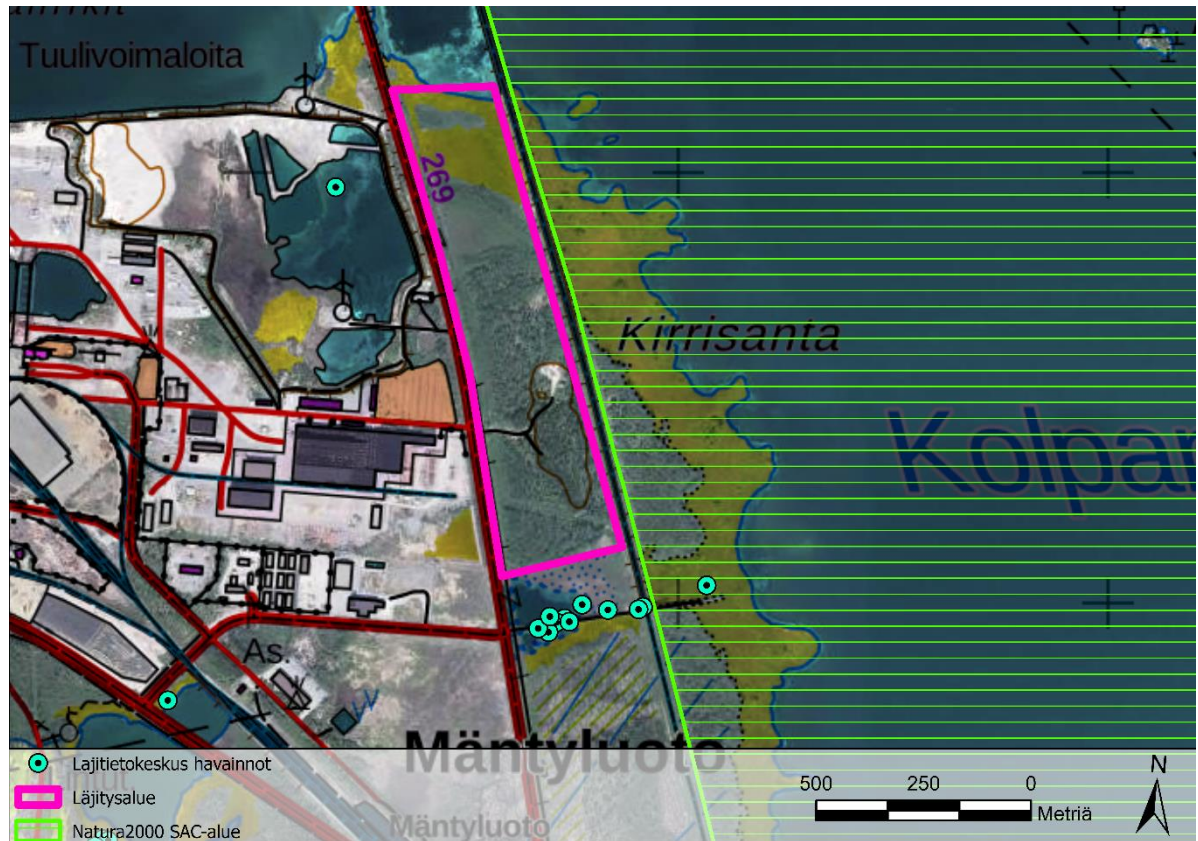 Tuulivoimaloita
269
Kirrisanta
Kolpar
As.
Mäntyluoto
Mäntyluoto
Lajitietokeskus havainnot
Läjitysalue
Natura2000 SAC-alue
500 250 0
Metriä
N